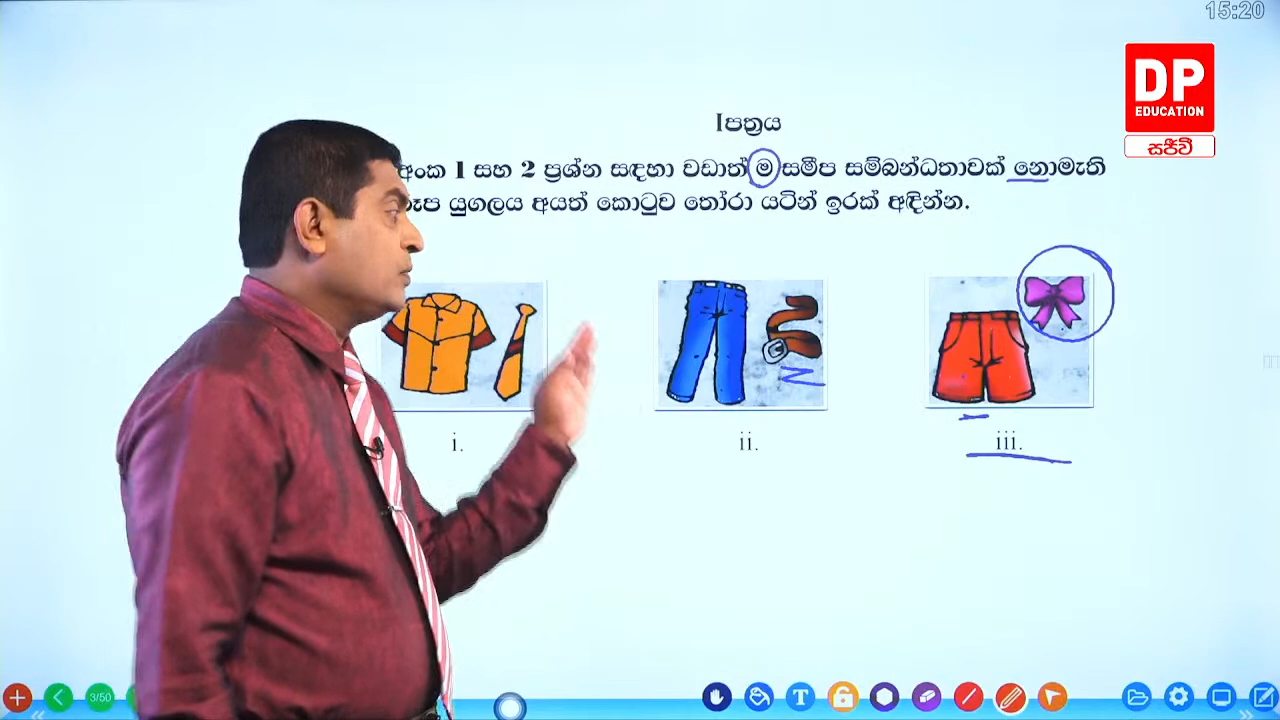 15:20
DP
EDUCATION
සජීවී
I පත්‍රය
අංක 1 සහ 2 ප්‍රශ්න සඳහා වඩාත් ම සමීප සම්බන්ධතාවක් නොමැති
යුගලය අයත් කොටුව තෝරා යටින් ඉරක් අඳින්න.
i.
ii.
iii.
3/50
T